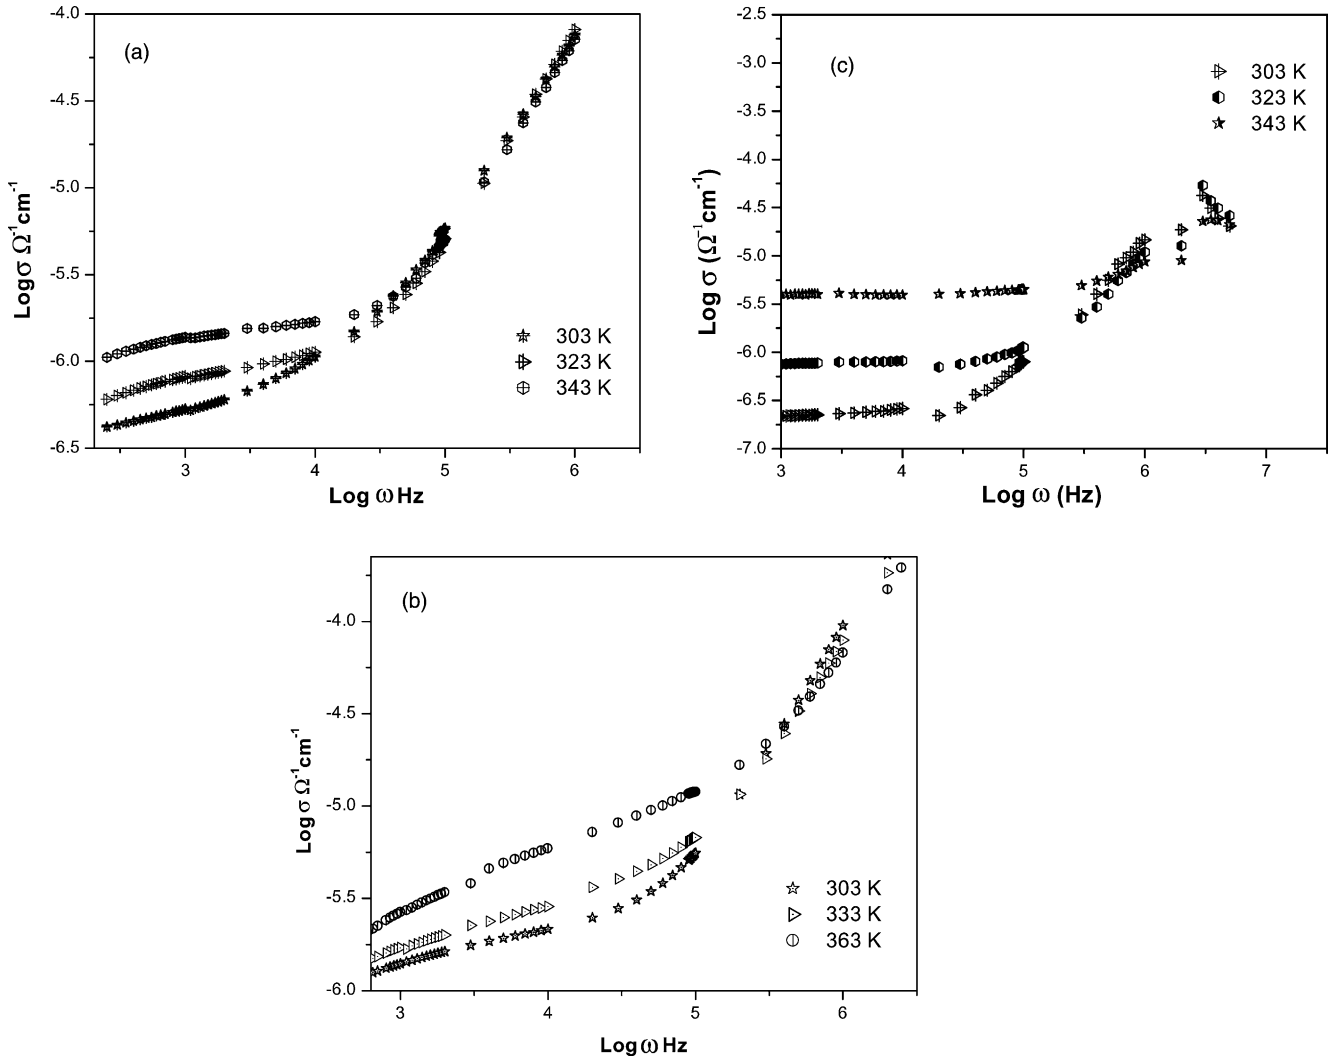 (a)
-4.0
-4.5
-5.0
-5.5
-6.0
-6.5
3 4 5 6
Logσ Ω⁻¹cm⁻¹
Log ω Hz
303 K
323 K
343 K
(c)
-2.5
-3.0
-3.5
-4.0
-4.5
-5.0
-5.5
-6.0
-6.5
-7.0
3 4 5 6 7
Log σ (Ω⁻¹cm⁻¹)
Log ω (Hz)
303 K
323 K
343 K
(b)
-4.0
-4.5
-5.0
-5.5
-6.0
3 4 5 6
Log σ Ω⁻¹cm⁻¹
Log ω Hz
303 K
333 K
363 K